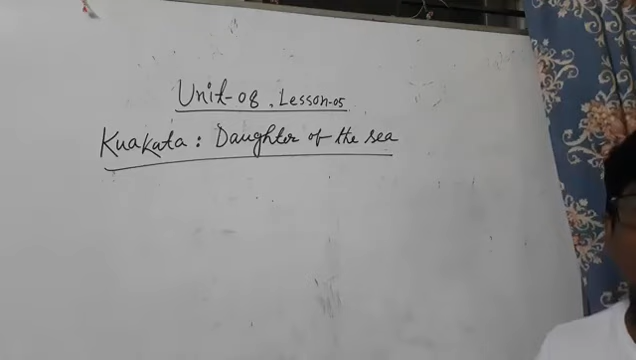 Unit-08, Lesson-05
Kuakata: Daughter of the sea